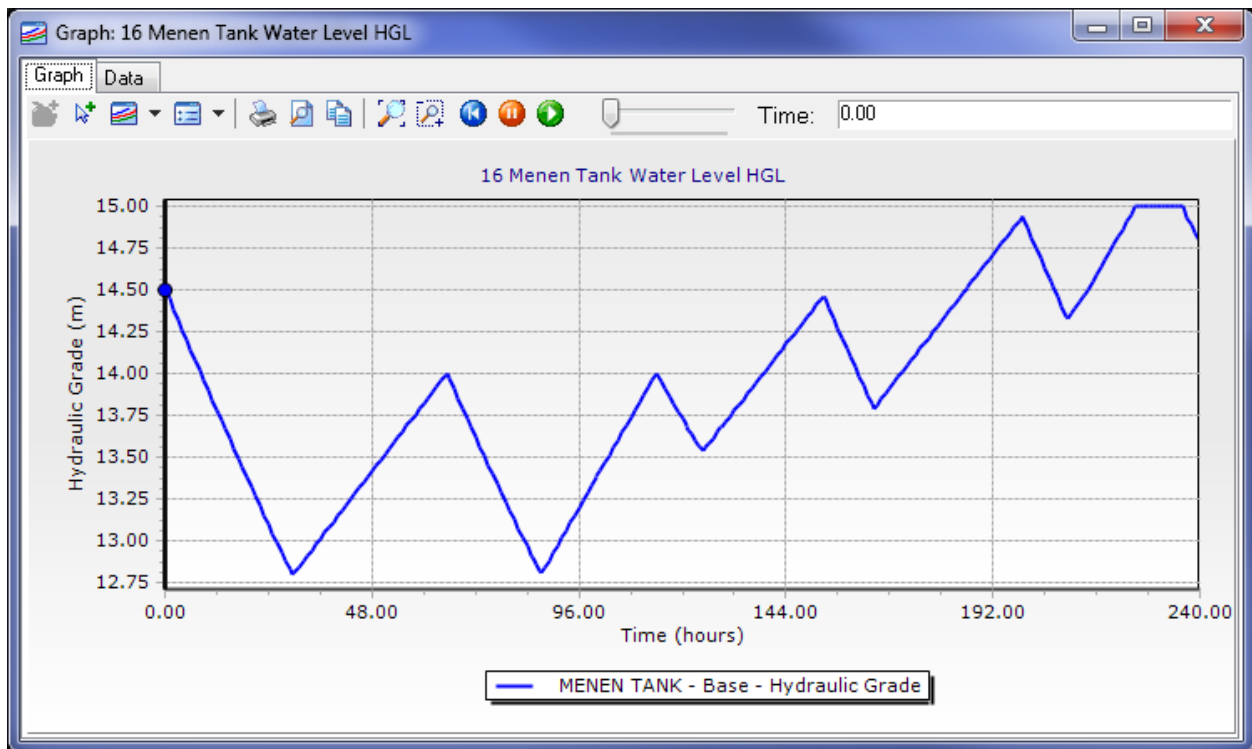 Graph: 16 Menen Tank Water Level HGL
Graph Data
Time: 0.00
16 Menen Tank Water Level HGL
15.00
14.75
14.50
14.25
14.00
13.75
13.50
13.25
13.00
12.75
Hydraulic Grade (m)
0.00 48.00 96.00 144.00 192.00 240.00
Time (hours)
MENEN TANK - Base - Hydraulic Grade